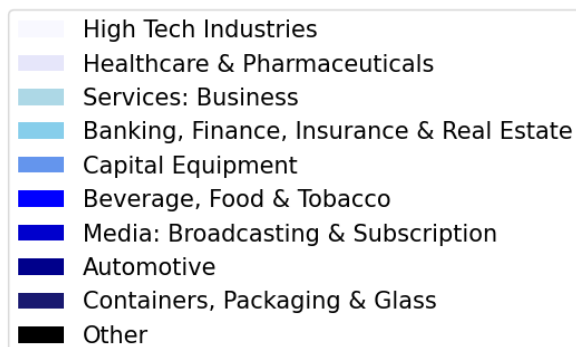 High Tech Industries
Healthcare & Pharmaceuticals
Services: Business
Banking, Finance, Insurance & Real Estate
Capital Equipment
Beverage, Food & Tobacco
Media: Broadcasting & Subscription
Automotive
Containers, Packaging & Glass
Other